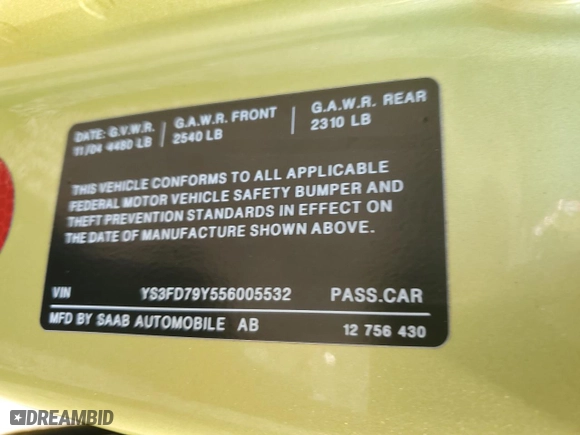 DATE: G.V.W.R. G.A.W.R. FRONT G.A.W.R. REAR
11/04 4480 LB 2540 LB 2310 LB
THIS VEHICLE CONFORMS TO ALL APPLICABLE
FEDERAL MOTOR VEHICLE SAFETY BUMPER AND
THEFT PREVENTION STANDARDS IN EFFECT ON
THE DATE OF MANUFACTURE SHOWN ABOVE.
VIN YS3FD79Y556005532 PASS.CAR
MFD BY SAAB AUTOMOBILE AB 12 756 430
DREAMBID